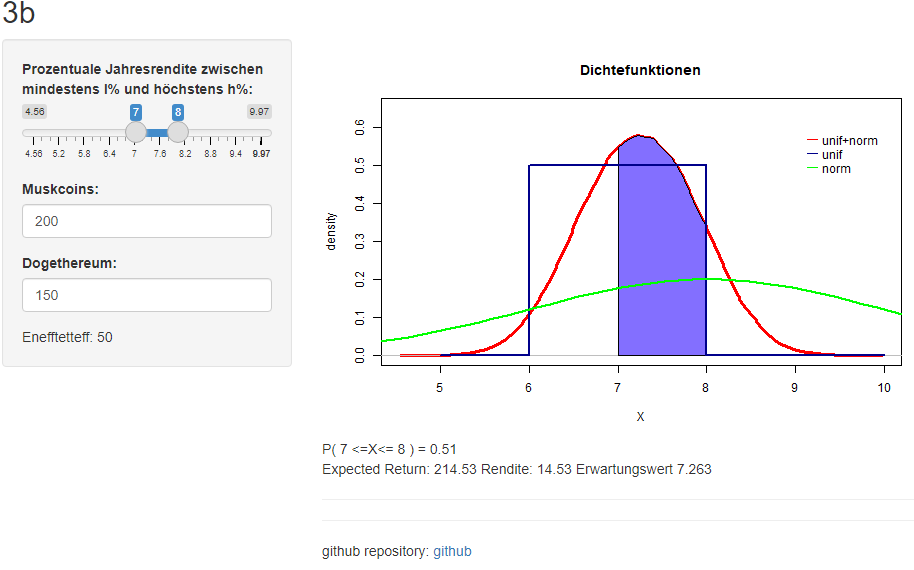 3b
Prozentuale Jahresrendite zwischen
mindestens l% und höchstens h%:
4.56 7 8 9.97
4.56 5.2 5.8 6.4 7 7.6 8.2 8.8 9.4 9.97
Muskcoins:
200
Dogethereum:
150
Enefftetteff: 50
Dichtefunktionen
unif+norm
unif
norm
density
0.6
0.5
0.4
0.3
0.2
0.1
0.0
5 6 7 8 9 10
X
P( 7 <=X<= 8 ) = 0.51
Expected Return: 214.53 Rendite: 14.53 Erwartungswert 7.263
github repository: github